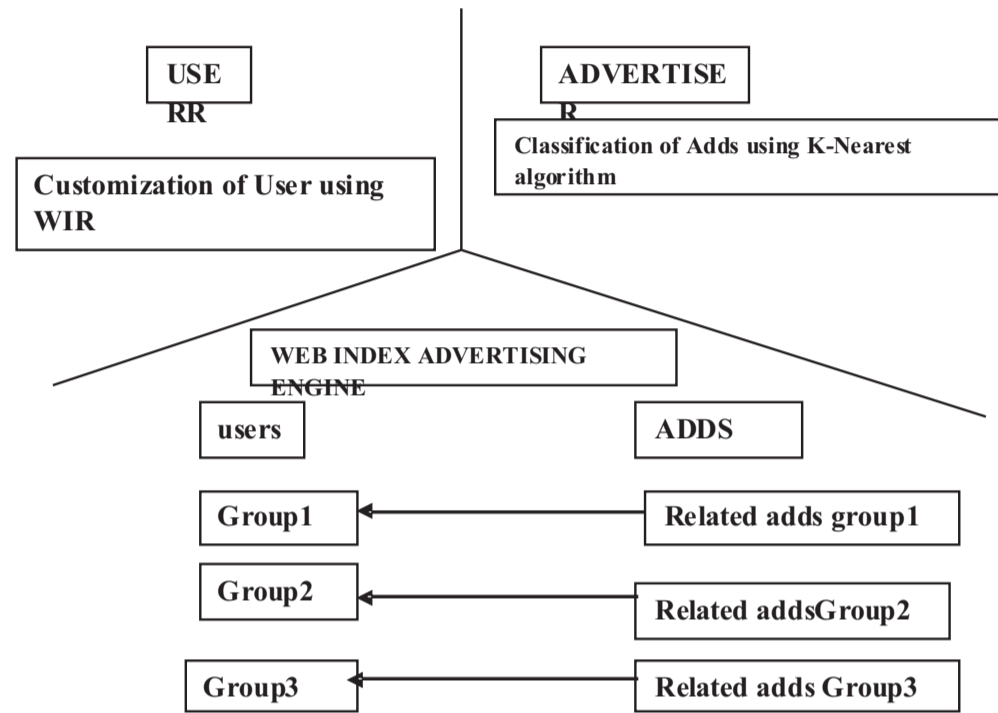 USE
RR
ADVERTISE
R
Classification of Adds using K-Nearest
algorithm
Customization of User using
WIR
WEB INDEX ADVERTISING
ENGINE
users
ADDS
Group1
Related adds group1
Group2
Related addsGroup2
Group3
Related adds Group3